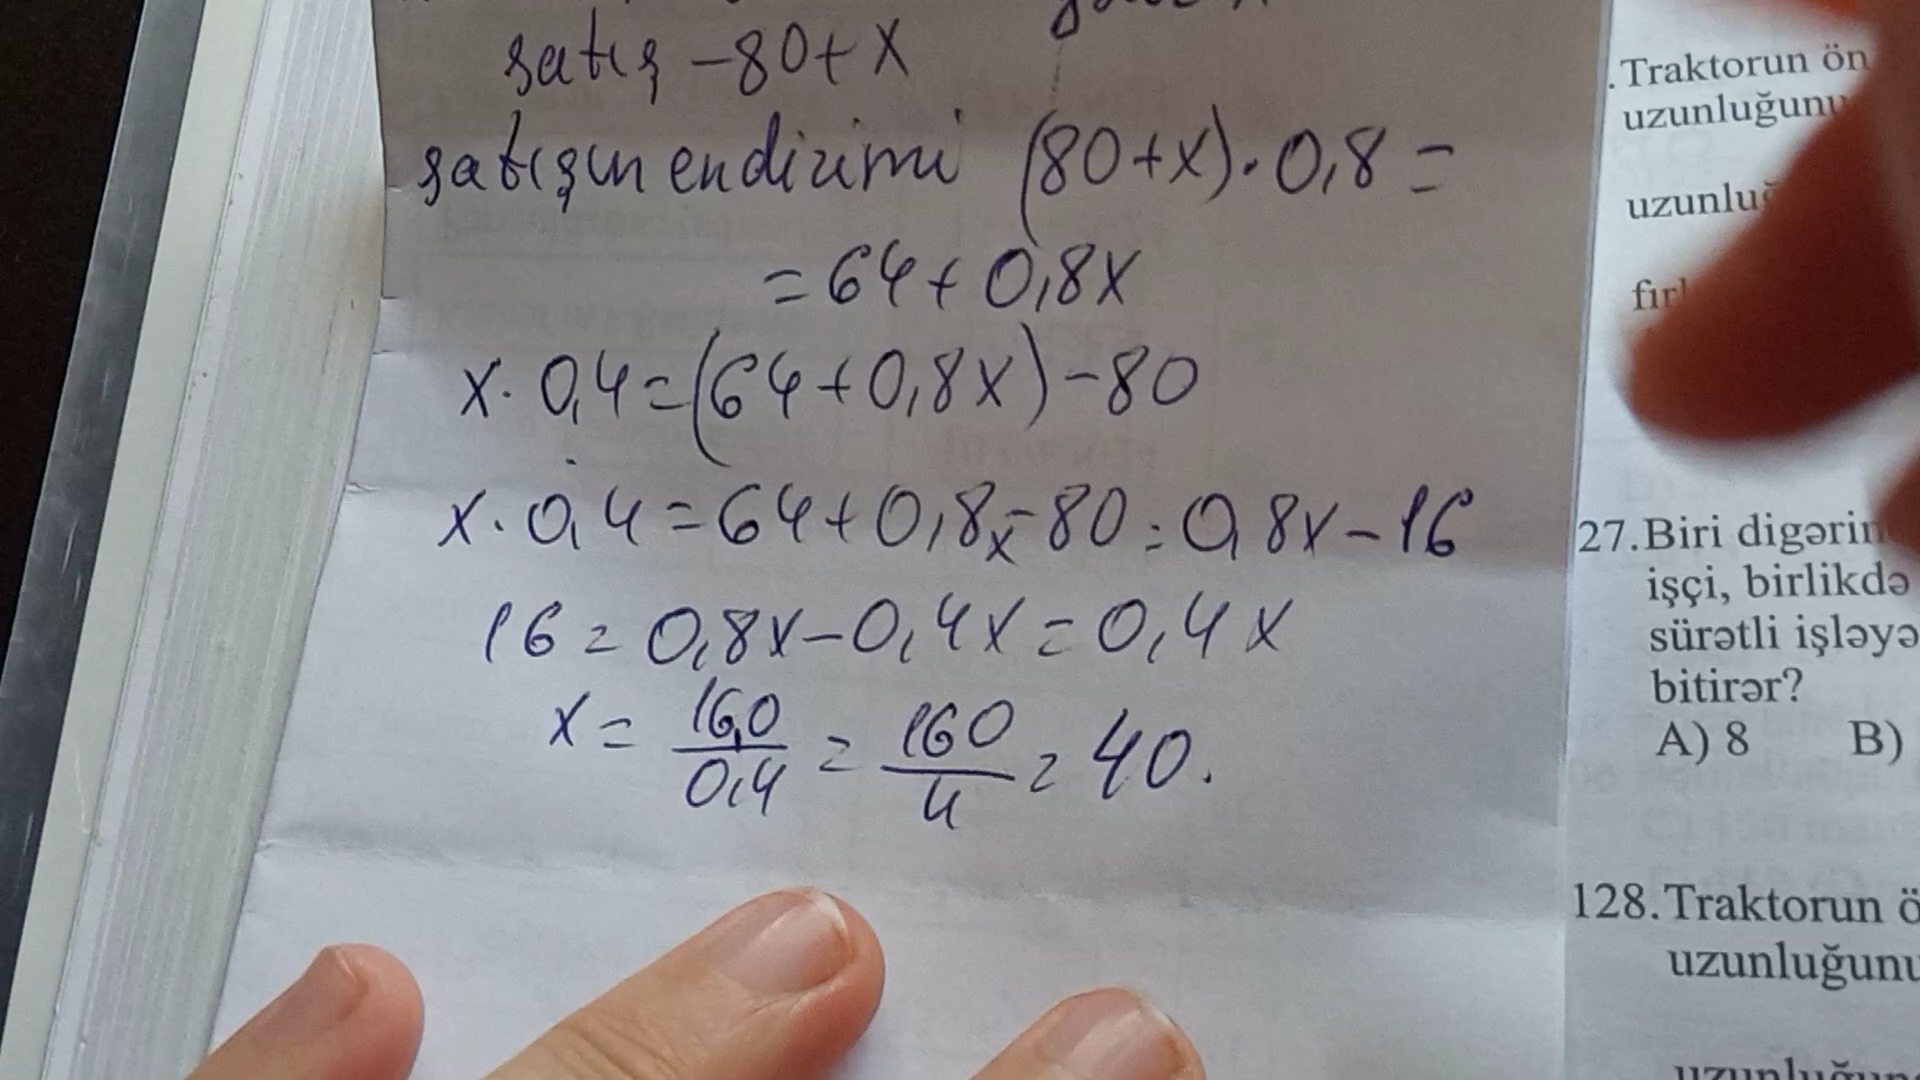 satış – 80 + x
satışın endirimi (80+x)·0,8 =
= 64 + 0,8x
x· 0,4 = (64 + 0,8x) – 80
x· 0,4 = 64 + 0,8x – 80 = 0,8x – 16
16 = 0,8x – 0,4x = 0,4x
x = 16,0/0,4 = 160/4 = 40.
.Traktorun ön
uzunluğunu
27.Biri digərin
işçi, birlikdə
sürətli işləyə
bitirər?
A) 8 B)
128.Traktorun ö
uzunluğunu